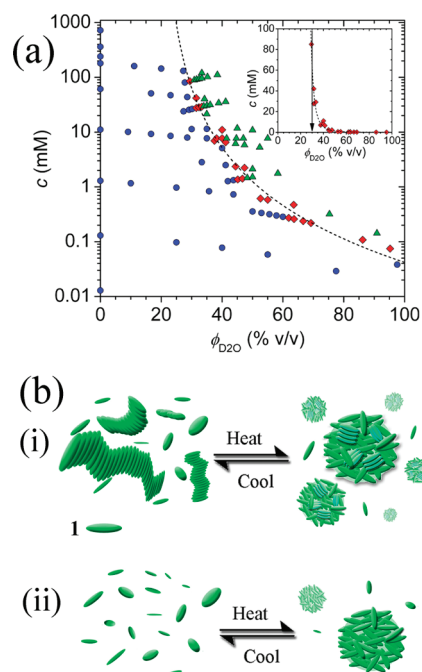 (a)
c (mM)
1000
100
10
1
0.1
0.01
0 20 40 60 80 100
ϕD2O (% v/v)
c (mM)
100
80
60
40
20
0
0 20 40 60 80 100
ϕD2O (% v/v)
(b)
(i)
Heat
Cool
1
(ii)
Heat
Cool